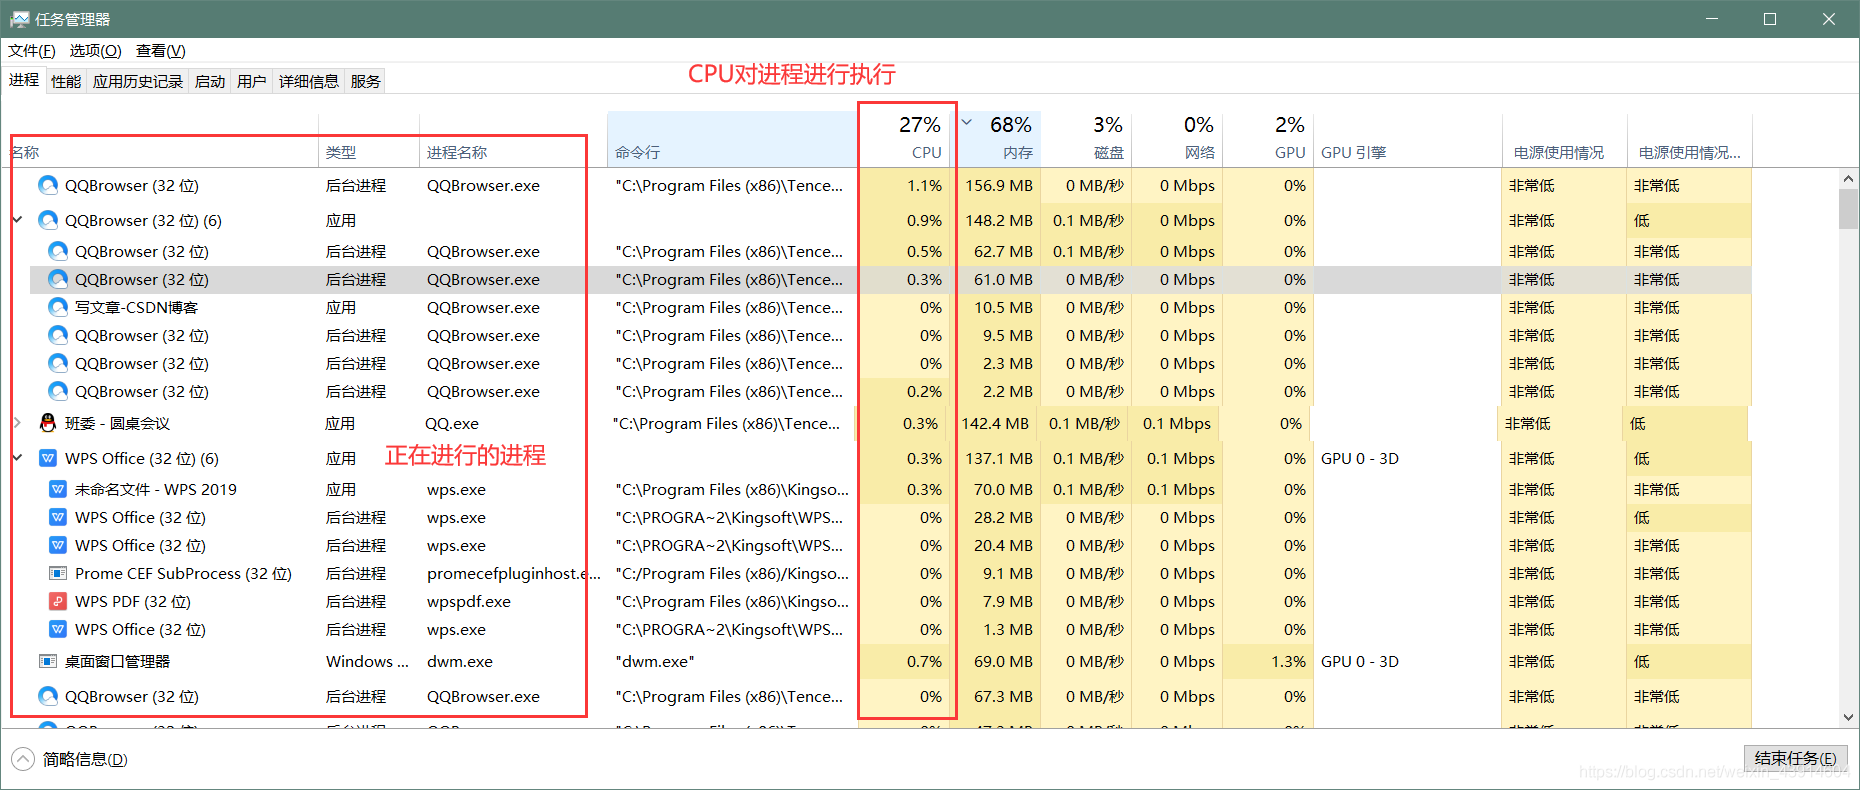 任务管理器
文件(F) 选项(O) 查看(V)
进程 性能 应用历史记录 启动 用户 详细信息 服务
CPU对进程进行执行
27% 68% 3% 0% 2%
名称 类型 进程名称 命令行 CPU 内存 磁盘 网络 GPU GPU 引擎 电源使用情况 电源使用情况...
QQBrowser (32 位) 后台进程 QQBrowser.exe "C:\Program Files (x86)\Tence... 1.1% 156.9 MB 0 MB/秒 0 Mbps 0% 非常低 非常低
QQBrowser (32 位) (6) 应用 0.9% 148.2 MB 0.1 MB/秒 0 Mbps 0% 非常低 低
QQBrowser (32 位) 后台进程 QQBrowser.exe "C:\Program Files (x86)\Tence... 0.5% 62.7 MB 0.1 MB/秒 0 Mbps 0% 非常低 非常低
QQBrowser (32 位) 后台进程 QQBrowser.exe "C:\Program Files (x86)\Tence... 0.3% 61.0 MB 0 MB/秒 0 Mbps 0% 非常低 非常低
写文章-CSDN博客 应用 QQBrowser.exe "C:\Program Files (x86)\Tence... 0% 10.5 MB 0 MB/秒 0 Mbps 0% 非常低 非常低
QQBrowser (32 位) 后台进程 QQBrowser.exe "C:\Program Files (x86)\Tence... 0% 9.5 MB 0 MB/秒 0 Mbps 0% 非常低 非常低
QQBrowser (32 位) 后台进程 QQBrowser.exe "C:\Program Files (x86)\Tence... 0% 2.3 MB 0 MB/秒 0 Mbps 0% 非常低 非常低
QQBrowser (32 位) 后台进程 QQBrowser.exe "C:\Program Files (x86)\Tence... 0.2% 2.2 MB 0 MB/秒 0 Mbps 0% 非常低 非常低
班委 - 圆桌会议 应用 QQ.exe "C:\Program Files (x86)\Tence... 0.3% 142.4 MB 0.1 MB/秒 0.1 Mbps 0% 非常低 低
WPS Office (32 位) (6) 应用 正在进行的进程 0.3% 137.1 MB 0.1 MB/秒 0.1 Mbps 0% GPU 0 - 3D 非常低 低
未命名文件 - WPS 2019 应用 wps.exe "C:\Program Files (x86)\Kingso... 0.3% 70.0 MB 0.1 MB/秒 0.1 Mbps 0% 非常低 非常低
WPS Office (32 位) 后台进程 wps.exe "C:\PROGRA~2\Kingsoft\WPS... 0% 28.2 MB 0 MB/秒 0 Mbps 0% 非常低 低
WPS Office (32 位) 后台进程 wps.exe "C:\PROGRA~2\Kingsoft\WPS... 0% 20.4 MB 0 MB/秒 0 Mbps 0% 非常低 非常低
Prome CEF SubProcess (32 位) 后台进程 promecefpluginhost.e... "C:/Program Files (x86)/Kingso... 0% 9.1 MB 0 MB/秒 0 Mbps 0% 非常低 非常低
WPS PDF (32 位) 后台进程 wpspdf.exe "C:\Program Files (x86)\Kingso... 0% 7.9 MB 0 MB/秒 0 Mbps 0% 非常低 非常低
WPS Office (32 位) 后台进程 wps.exe "C:\PROGRA~2\Kingsoft\WPS... 0% 1.3 MB 0 MB/秒 0 Mbps 0% 非常低 非常低
桌面窗口管理器 Windows ... dwm.exe "dwm.exe" 0.7% 69.0 MB 0 MB/秒 0 Mbps 1.3% GPU 0 - 3D 非常低 低
QQBrowser (32 位) 后台进程 QQBrowser.exe "C:\Program Files (x86)\Tence... 0% 67.3 MB 0 MB/秒 0 Mbps 0% 非常低 非常低
简略信息(D) 结束任务(E)